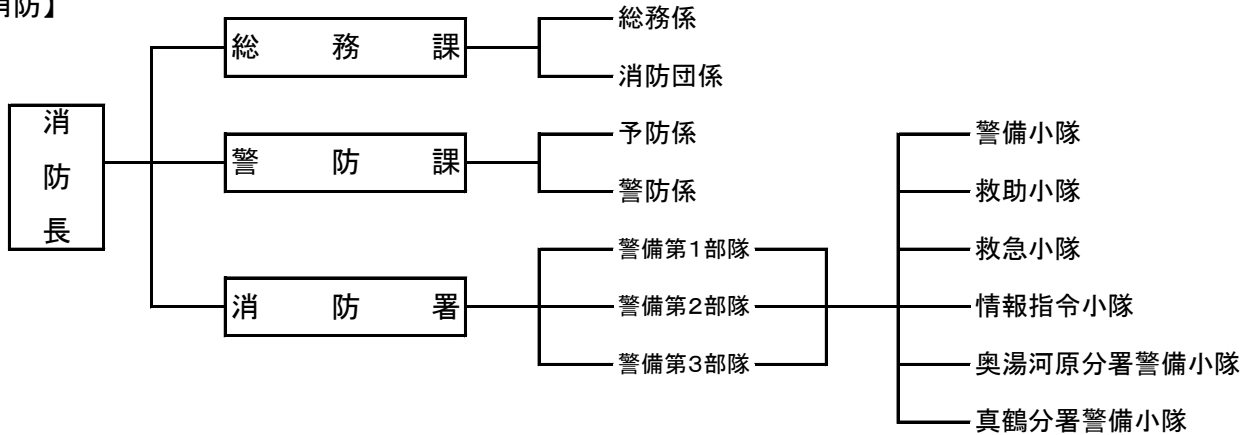 消防】
総務課
総務係
消防団係
消防長
警防課
予防係
警防係
消防署
警備第1部隊
警備第2部隊
警備第3部隊
警備小隊
救助小隊
救急小隊
情報指令小隊
奥湯河原分署警備小隊
真鶴分署警備小隊